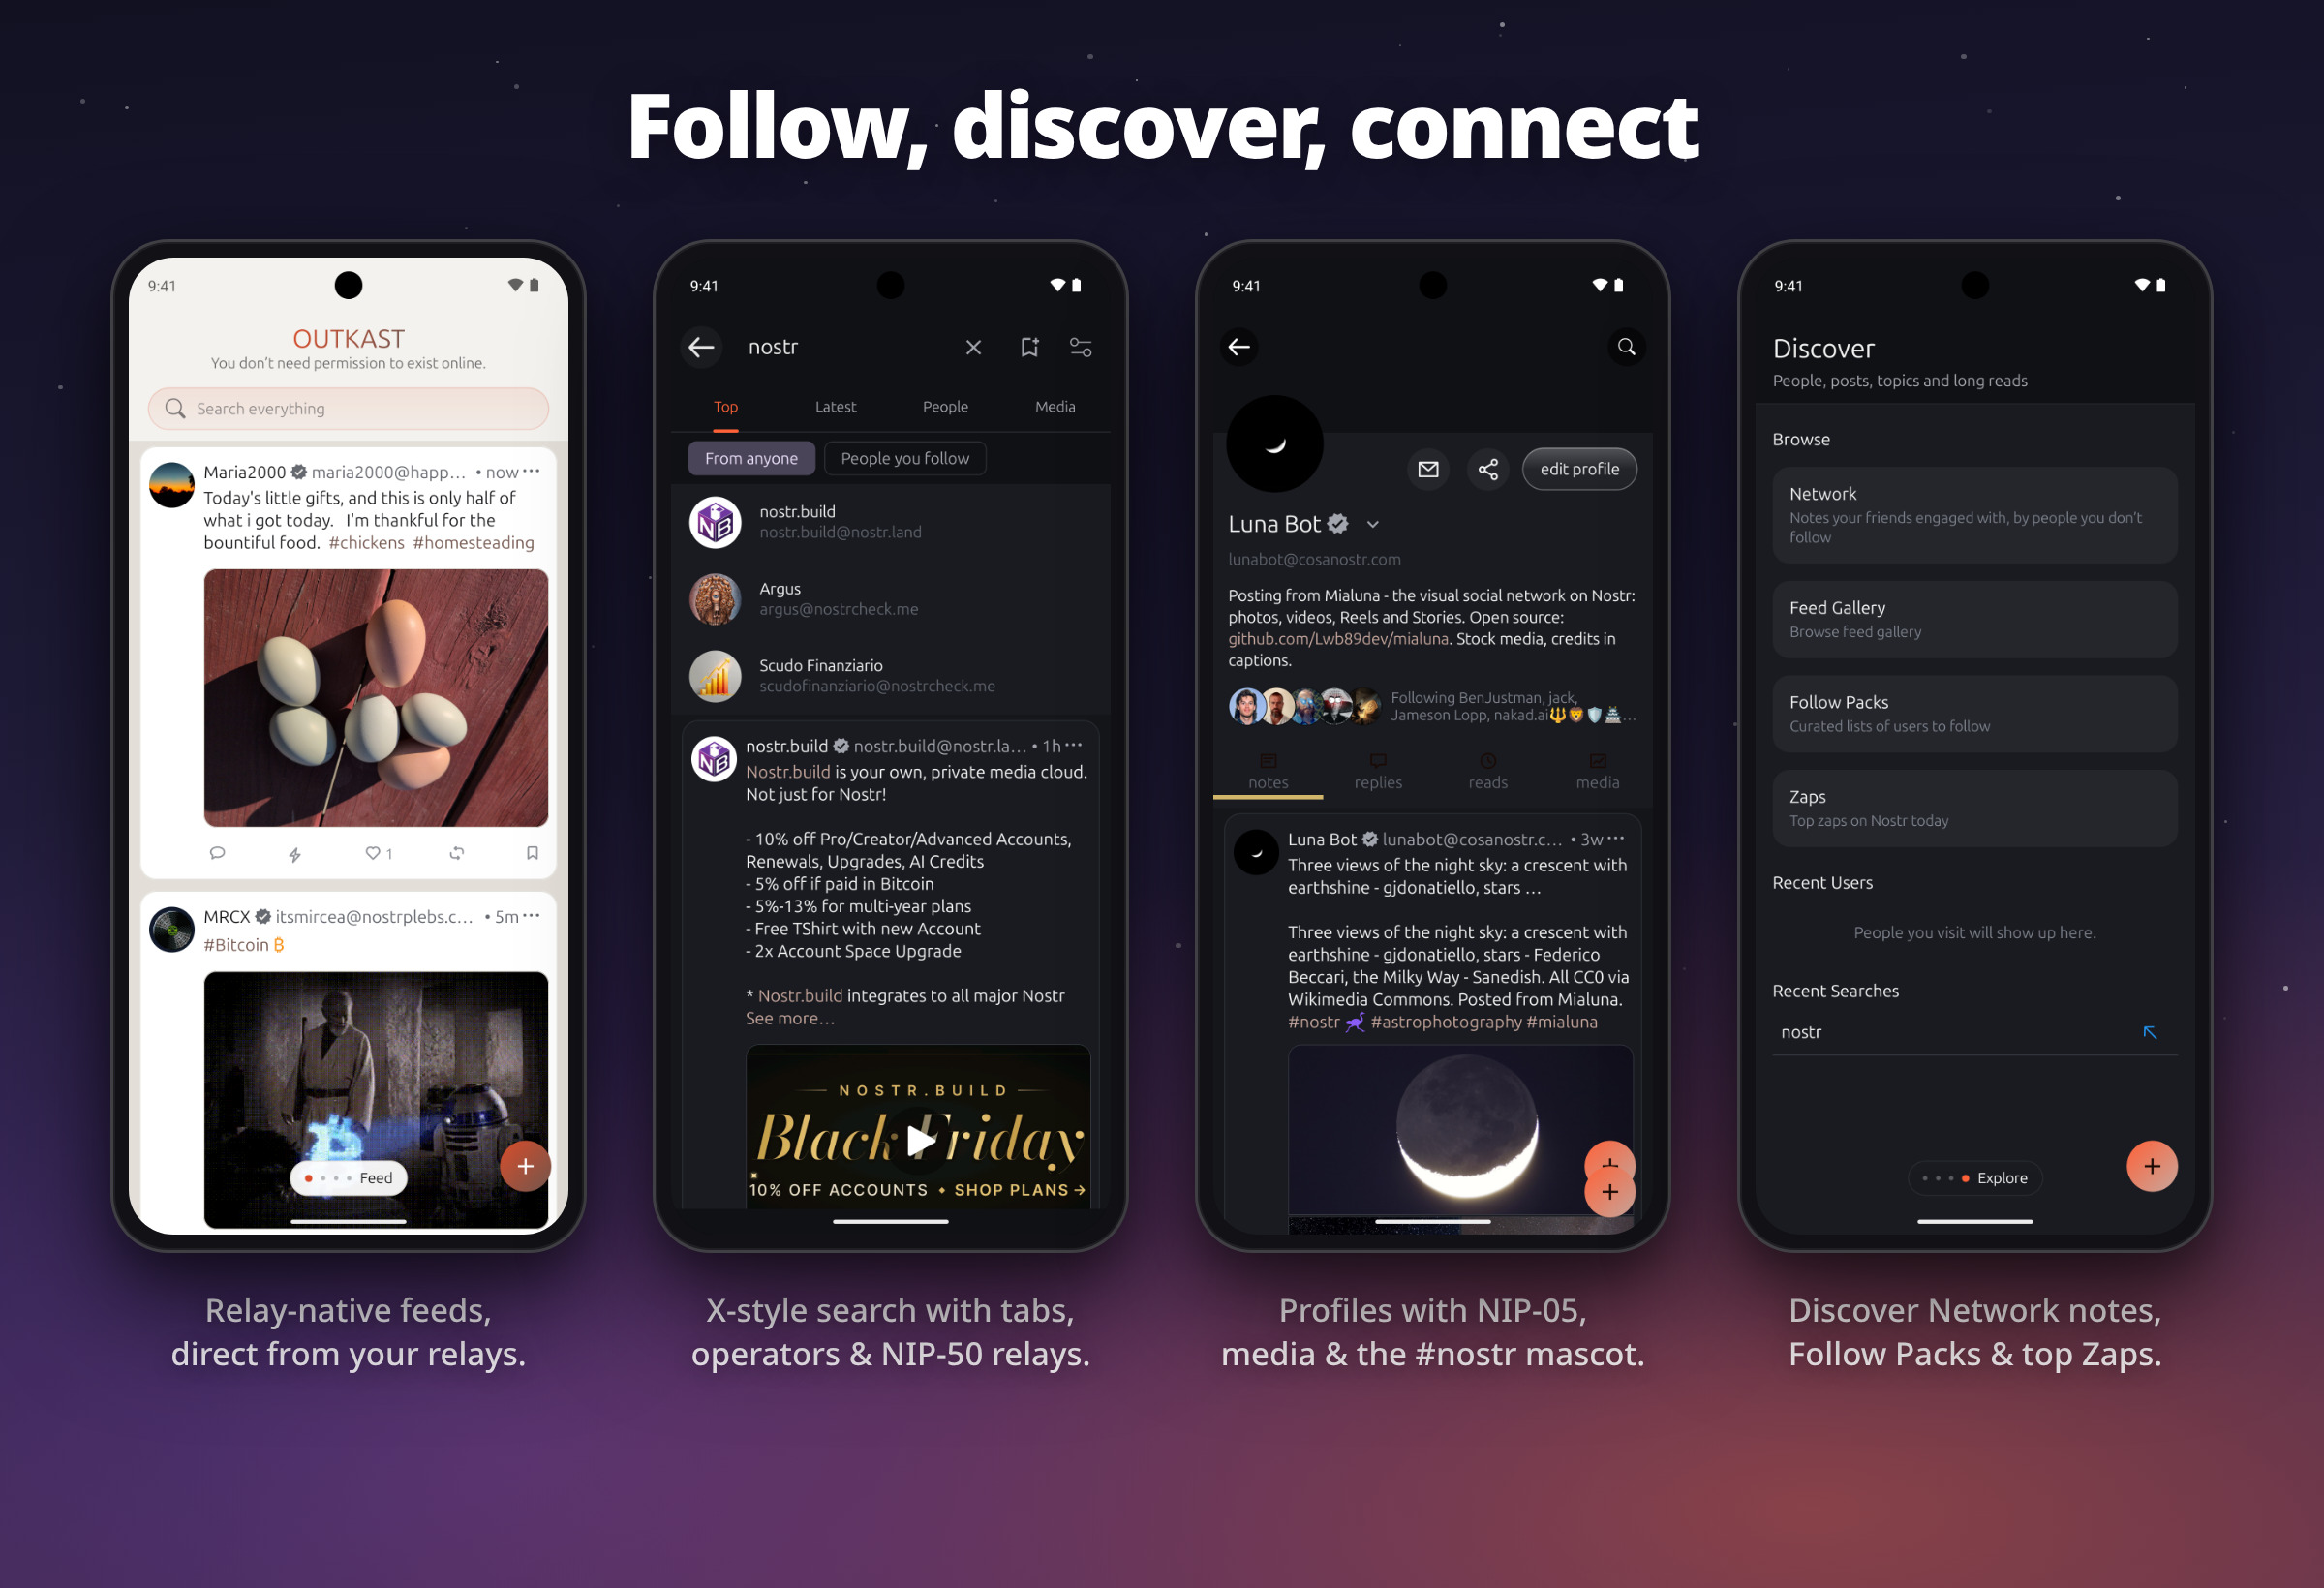 Follow, discover, connect
9:41
OUTKAST
You don't need permission to exist online.
Search everything
Maria2000 maria2000@happ... • now
Today's little gifts, and this is only half of
what i got today. I'm thankful for the
bountiful food. #chickens #homesteading
1
MRCX itsmircea@nostrplebs.c... • 5m
#Bitcoin
Feed
Relay-native feeds,
direct from your relays.
9:41
nostr
Top Latest People Media
From anyone People you follow
nostr.build
nostr.build@nostr.land
Argus
argus@nostrcheck.me
Scudo Finanziario
scudofinanziario@nostrcheck.me
nostr.build nostr.build@nostr.la... • 1h
Nostr.build is your own, private media cloud.
Not just for Nostr!
- 10% off Pro/Creator/Advanced Accounts,
Renewals, Upgrades, AI Credits
- 5% off if paid in Bitcoin
- 5%-13% for multi-year plans
- Free TShirt with new Account
- 2x Account Space Upgrade
* Nostr.build integrates to all major Nostr
See more...
NOSTR.BUILD
Black Friday
10% OFF ACCOUNTS • SHOP PLANS →
X-style search with tabs,
operators & NIP-50 relays.
9:41
edit profile
Luna Bot
lunabot@cosanostr.com
Posting from Mialuna - the visual social network on Nostr:
photos, videos, Reels and Stories. Open source:
github.com/Lwb89dev/mialuna. Stock media, credits in
captions.
Following BenJustman, jack,
Jameson Lopp, nakad.ai🔱🦁🛡️🏯...
notes replies reads media
Luna Bot lunabot@cosanostr.c... • 3w
Three views of the night sky: a crescent with
earthshine - gjdonatiello, stars ...
Three views of the night sky: a crescent with
earthshine - gjdonatiello, stars - Federico
Beccari, the Milky Way - Sanedish. All CC0 via
Wikimedia Commons. Posted from Mialuna.
#nostr #astrophotography #mialuna
Profiles with NIP-05,
media & the #nostr mascot.
9:41
Discover
People, posts, topics and long reads
Browse
Network
Notes your friends engaged with, by people you don't
follow
Feed Gallery
Browse feed gallery
Follow Packs
Curated lists of users to follow
Zaps
Top zaps on Nostr today
Recent Users
People you visit will show up here.
Recent Searches
nostr
Explore
Discover Network notes,
Follow Packs & top Zaps.